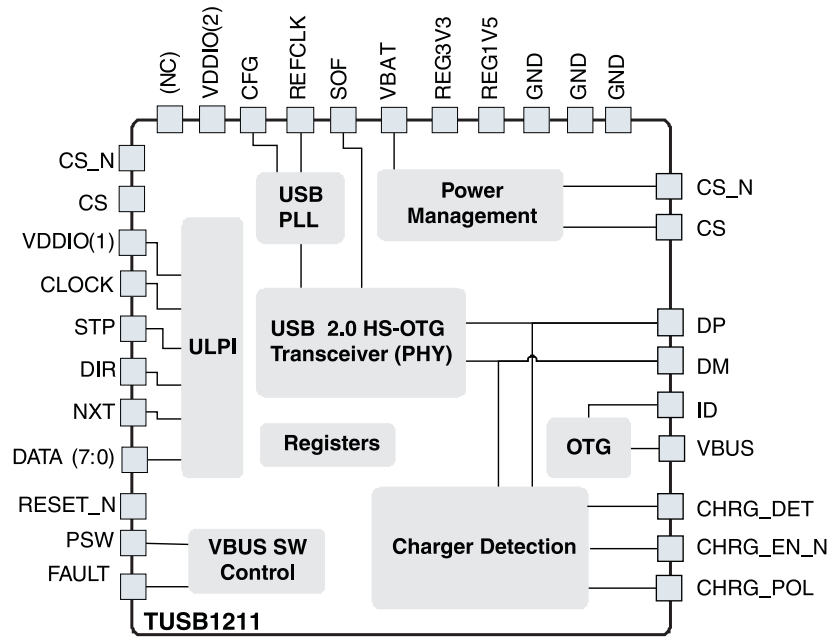 (NC)
VDDIO(2)
CFG
REFCLK
SOF
VBAT
REG3V3
REG1V5
GND
GND
GND
CS_N
CS
VDDIO(1)
CLOCK
STP
DIR
NXT
DATA (7:0)
RESET_N
PSW
FAULT
USB
PLL
Power
Management
ULPI
USB 2.0 HS-OTG
Transceiver (PHY)
Registers
OTG
Charger Detection
VBUS SW
Control
CS_N
CS
DP
DM
ID
VBUS
CHRG_DET
CHRG_EN_N
CHRG_POL
TUSB1211